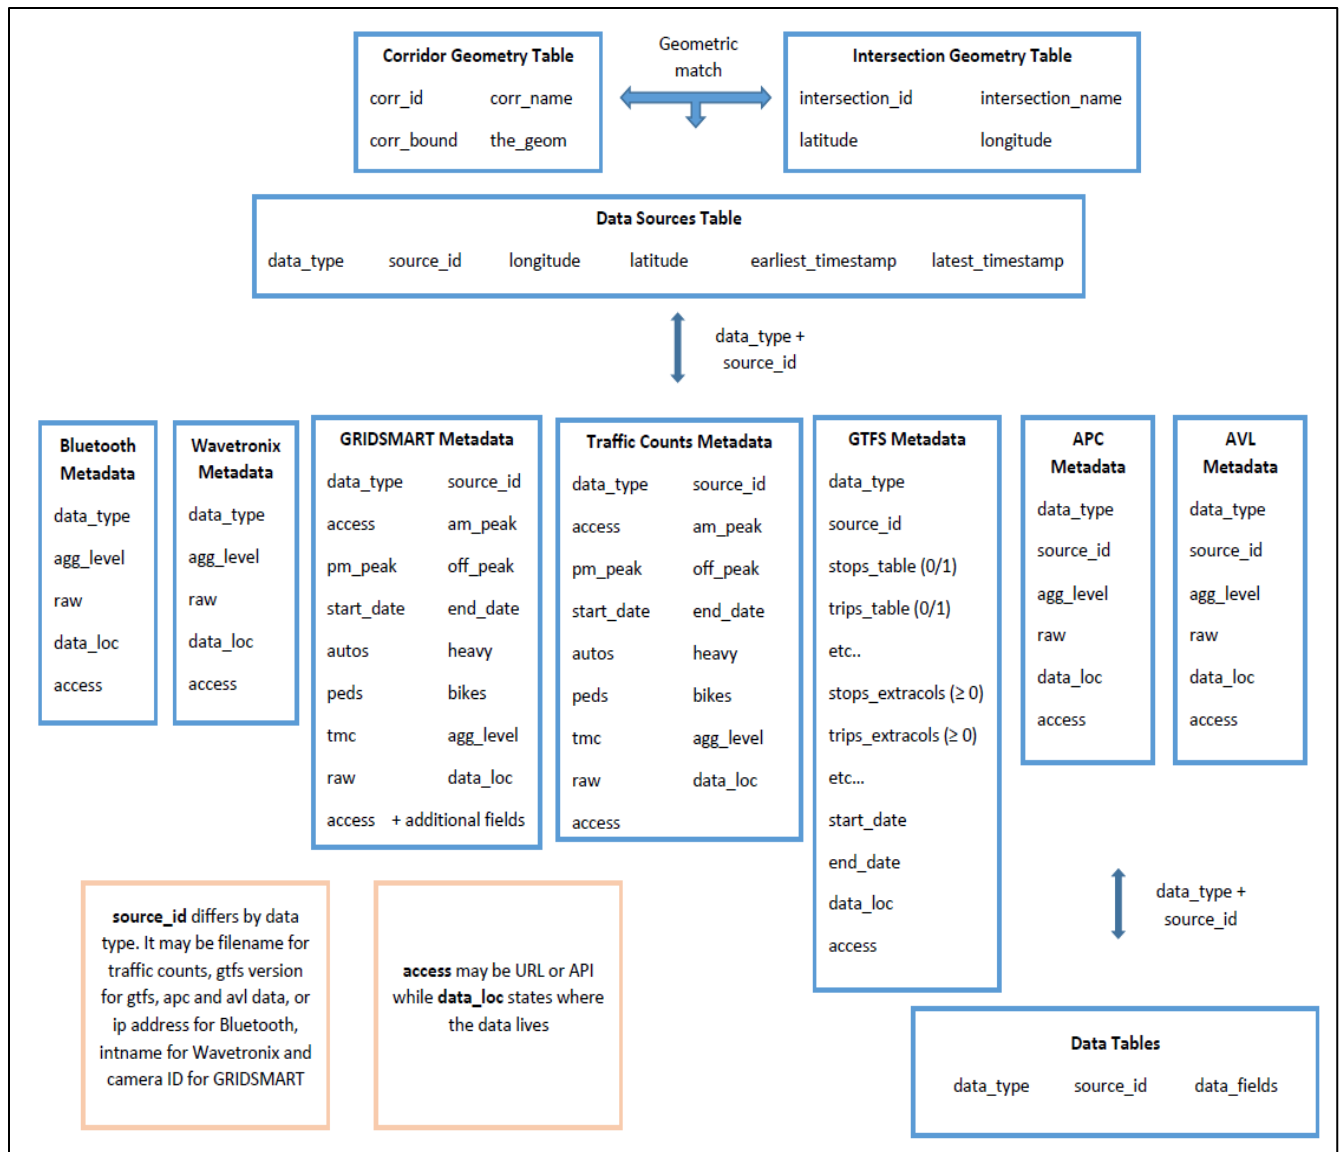 Corridor Geometry Table
corr_id corr_name
corr_bound the_geom
Geometric
match
Intersection Geometry Table
intersection_id intersection_name
latitude longitude
Data Sources Table
data_type source_id longitude latitude earliest_timestamp latest_timestamp
data_type +
source_id
Bluetooth
Metadata
data_type
agg_level
raw
data_loc
access
Wavetronix
Metadata
data_type
agg_level
raw
data_loc
access
GRIDSMART Metadata
data_type source_id
access am_peak
pm_peak off_peak
start_date end_date
autos heavy
peds bikes
tmc agg_level
raw data_loc
access + additional fields
Traffic Counts Metadata
data_type source_id
access am_peak
pm_peak off_peak
start_date end_date
autos heavy
peds bikes
tmc agg_level
raw data_loc
access
GTFS Metadata
data_type
source_id
stops_table (0/1)
trips_table (0/1)
etc..
stops_extracols (≥ 0)
trips_extracols (≥ 0)
etc...
start_date
end_date
data_loc
access
APC
Metadata
data_type
source_id
agg_level
raw
data_loc
access
AVL
Metadata
data_type
source_id
agg_level
raw
data_loc
access
source_id differs by data
type. It may be filename for
traffic counts, gtfs version
for gtfs, apc and avl data, or
ip address for Bluetooth,
intname for Wavetronix and
camera ID for GRIDSMART
access may be URL or API
while data_loc states where
the data lives
data_type +
source_id
Data Tables
data_type source_id data_fields